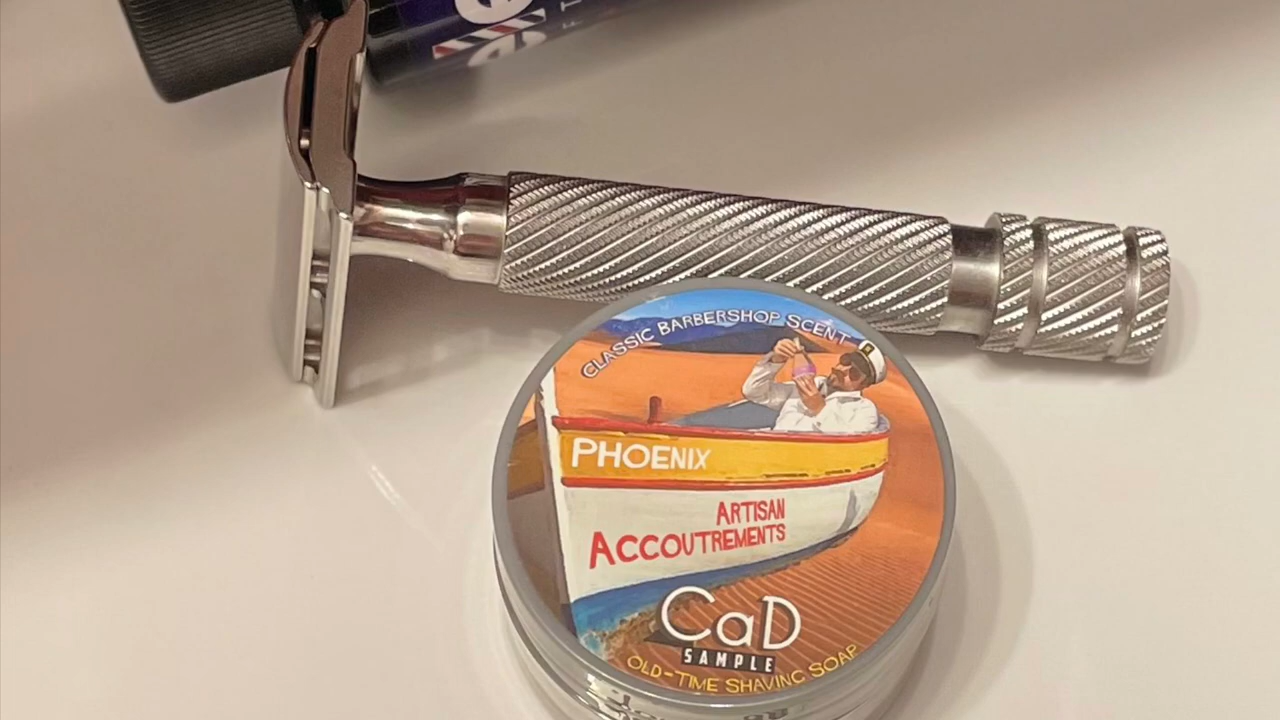 CLASSIC BARBERSHOP SCENT
PHOENIX
ARTISAN
ACCOUTREMENTS
CaD
SAMPLE
OLD-TIME SHAVING SOAP